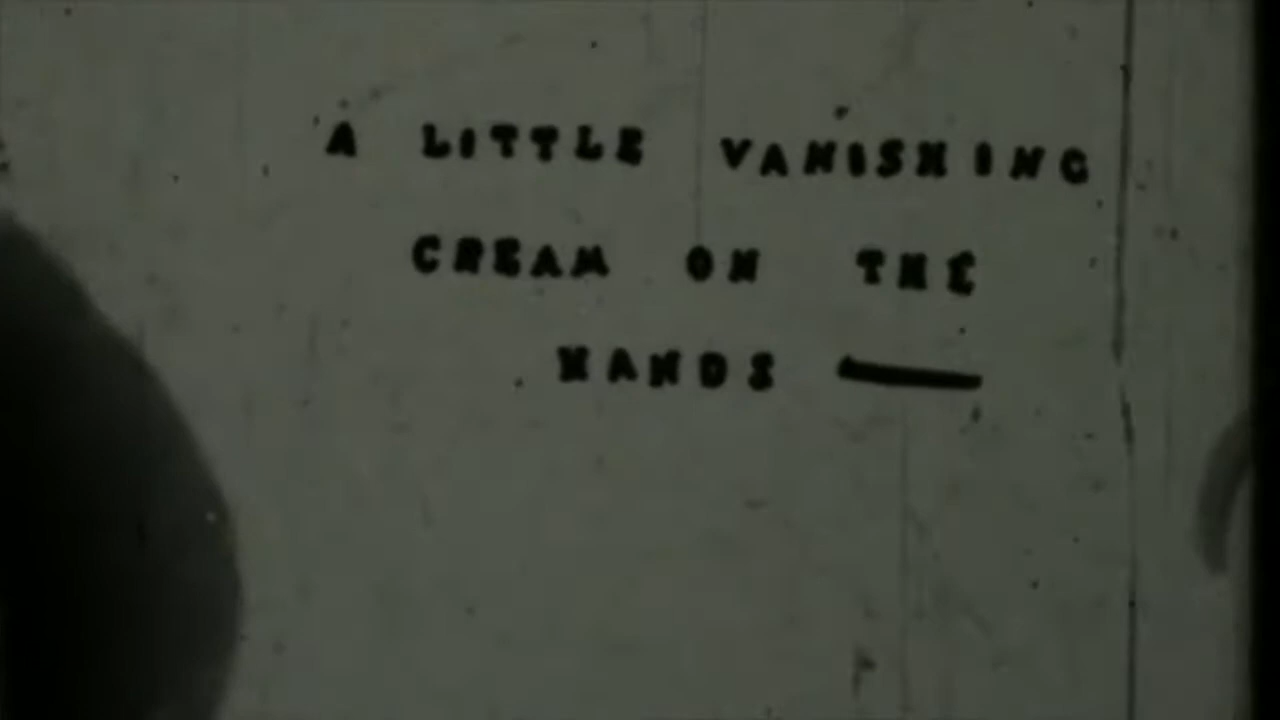 A LITTLE VANISHING
CREAM ON THE
HANDS —